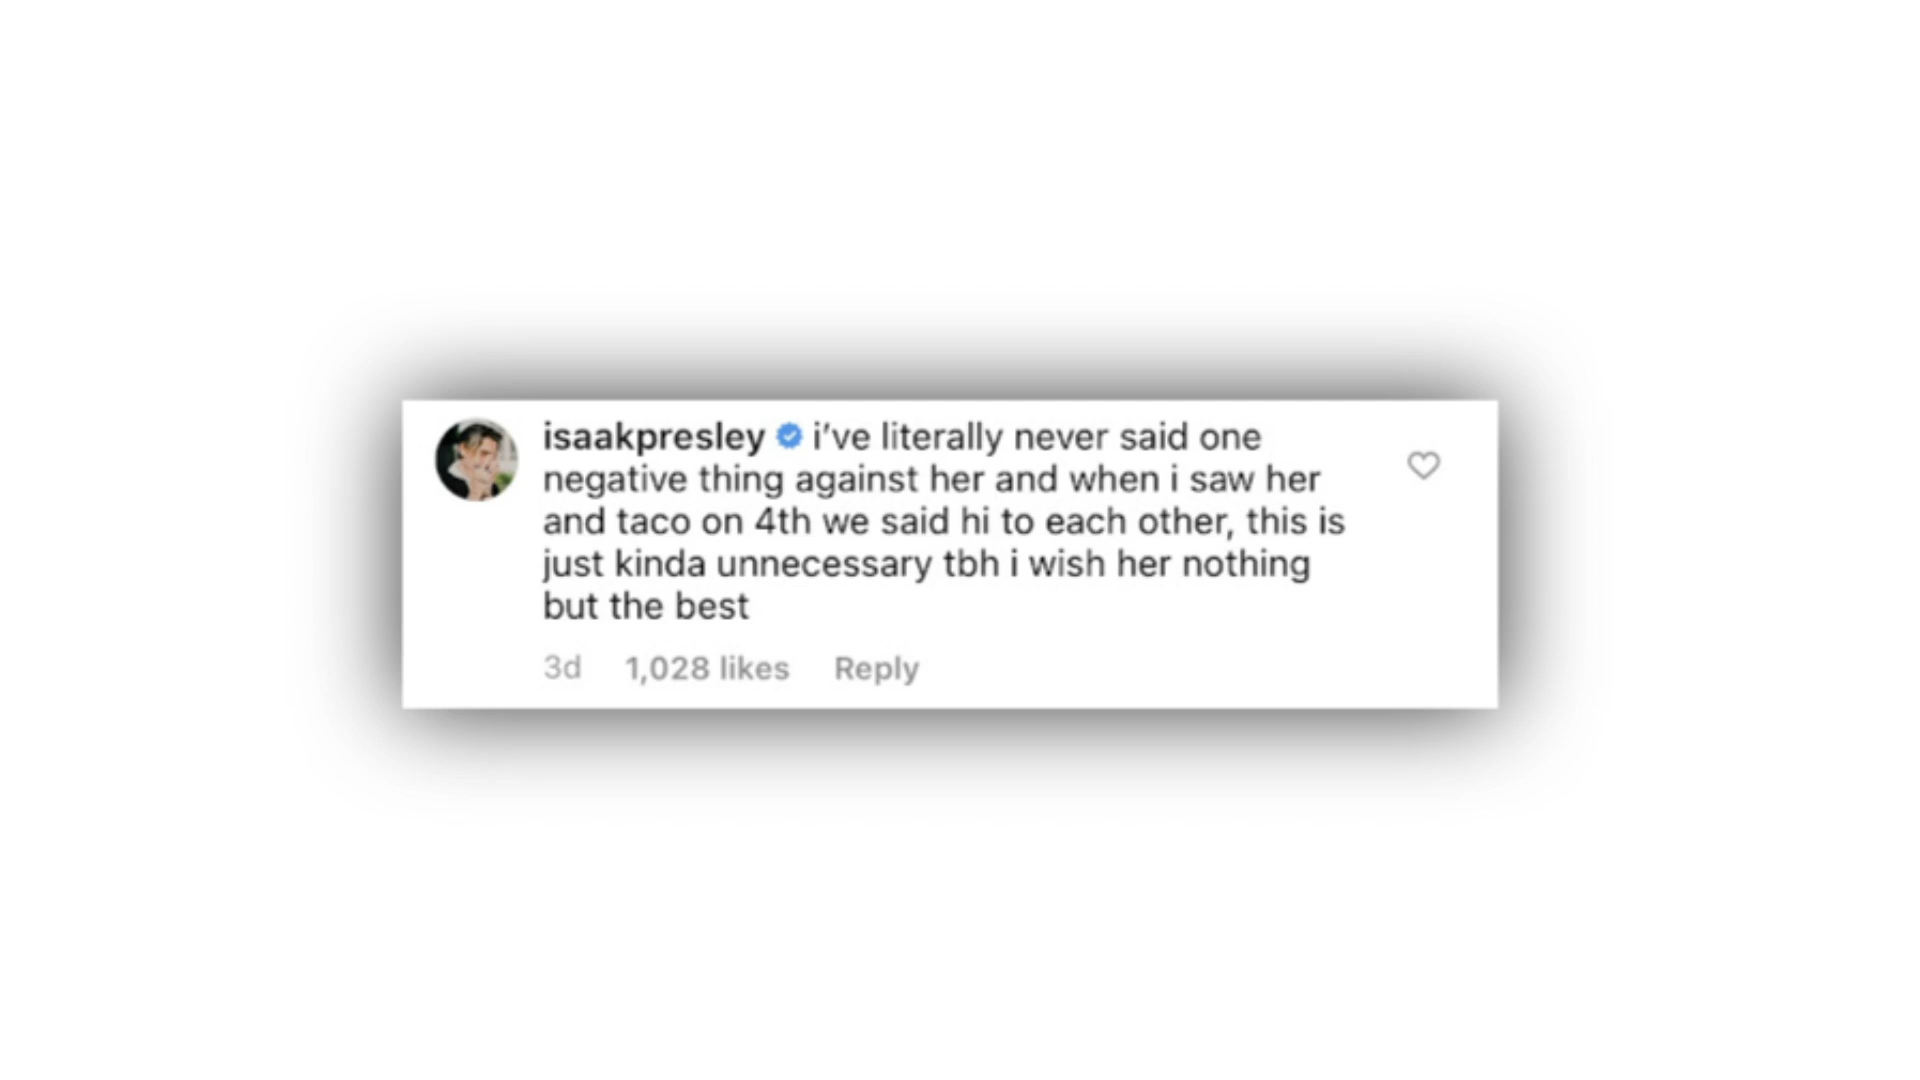 isaakpresley i’ve literally never said one
negative thing against her and when i saw her
and taco on 4th we said hi to each other, this is
just kinda unnecessary tbh i wish her nothing
but the best
3d 1,028 likes Reply